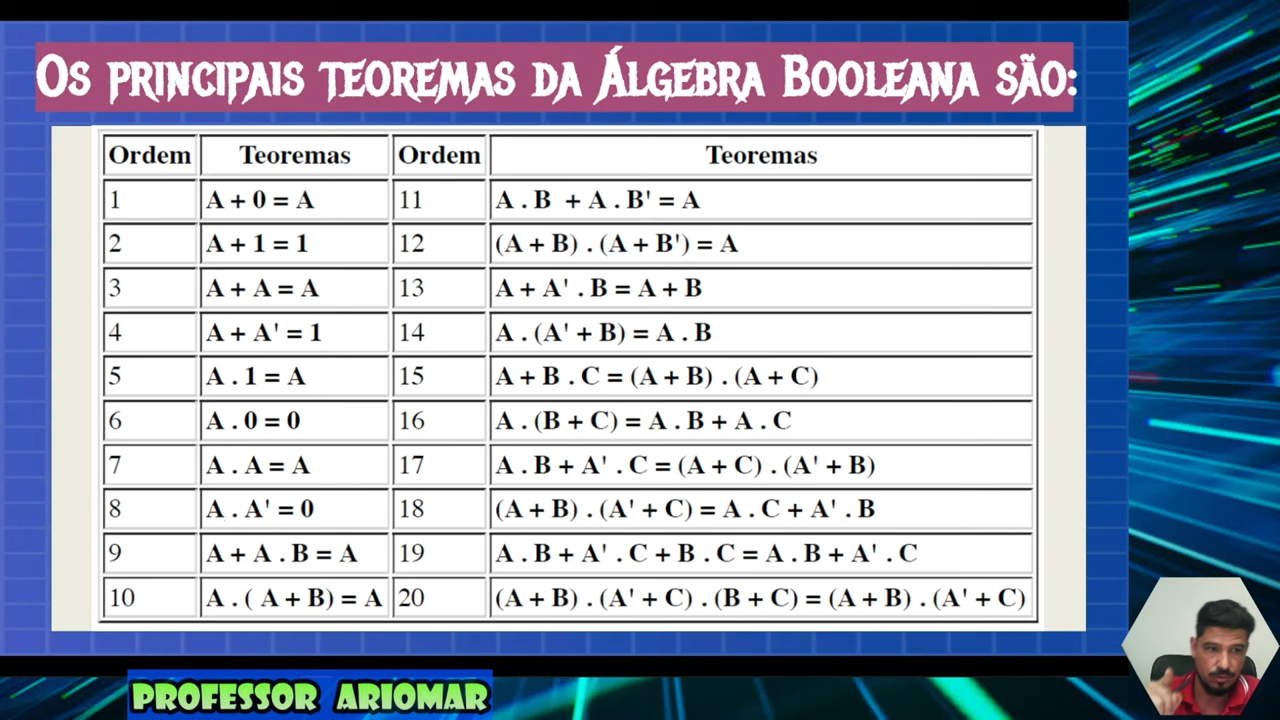 Os principais teoremas da Álgebra Booleana são:
Ordem Teoremas Ordem Teoremas
1 A + 0 = A 11 A . B + A . B' = A
2 A + 1 = 1 12 (A + B) . (A + B') = A
3 A + A = A 13 A + A' . B = A + B
4 A + A' = 1 14 A . (A' + B) = A . B
5 A . 1 = A 15 A + B . C = (A + B) . (A + C)
6 A . 0 = 0 16 A . (B + C) = A . B + A . C
7 A . A = A 17 A . B + A' . C = (A + C) . (A' + B)
8 A . A' = 0 18 (A + B) . (A' + C) = A . C + A' . B
9 A + A . B = A 19 A . B + A' . C + B . C = A . B + A' . C
10 A . ( A + B) = A 20 (A + B) . (A' + C) . (B + C) = (A + B) . (A' + C)
PROFESSOR ARIOMAR